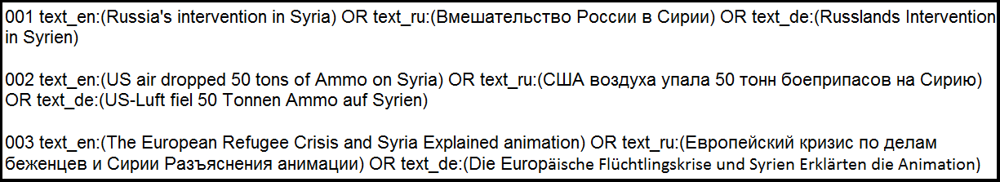 001 text_en:(Russia's intervention in Syria) OR text_ru:(Вмешательство России в Сирии) OR text_de:(Russlands Intervention
in Syrien)
002 text_en:(US air dropped 50 tons of Ammo on Syria) OR text_ru:(США воздуха упала 50 тонн боеприпасов на Сирию)
OR text_de:(US-Luft fiel 50 Tonnen Ammo auf Syrien)
003 text_en:(The European Refugee Crisis and Syria Explained animation) OR text_ru:(Европейский кризис по делам
беженцев и Сирии Разъяснения анимации) OR text_de:(Die Europäische Flüchtlingskrise und Syrien Erklärten die Animation)